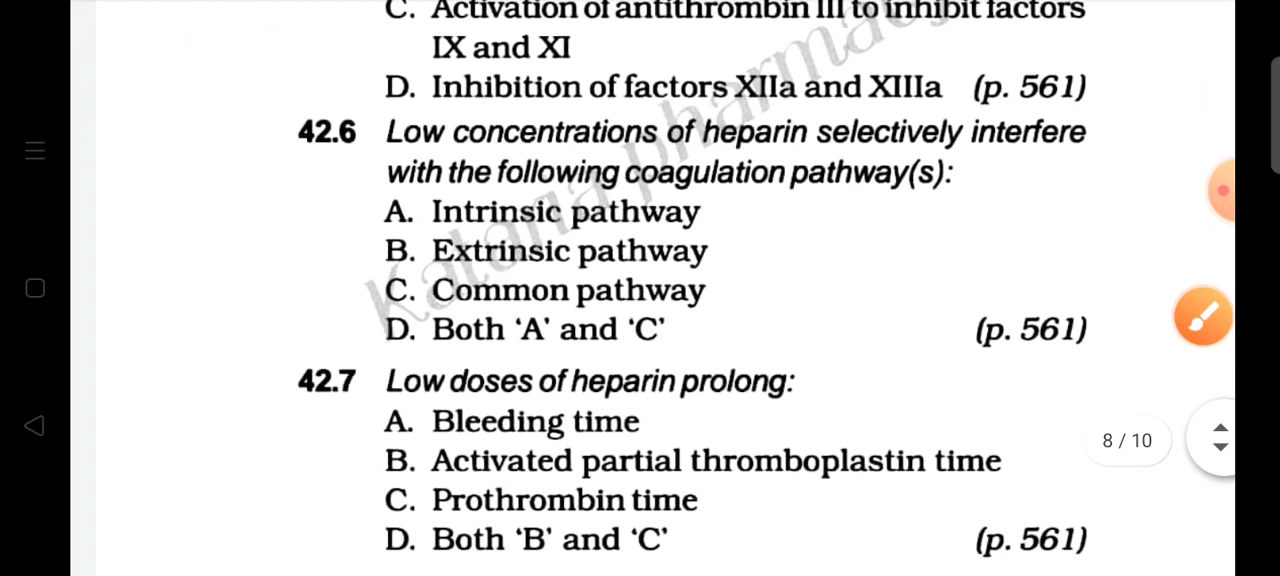 C. Activation of antithrombin III to inhibit factors
IX and XI
D. Inhibition of factors XIIa and XIIIa (p. 561)
42.6 Low concentrations of heparin selectively interfere
with the following coagulation pathway(s):
A. Intrinsic pathway
B. Extrinsic pathway
C. Common pathway
D. Both ‘A’ and ‘C’ (p. 561)
42.7 Low doses of heparin prolong:
A. Bleeding time
B. Activated partial thromboplastin time
C. Prothrombin time
D. Both ‘B’ and ‘C’ (p. 561)
8 / 10